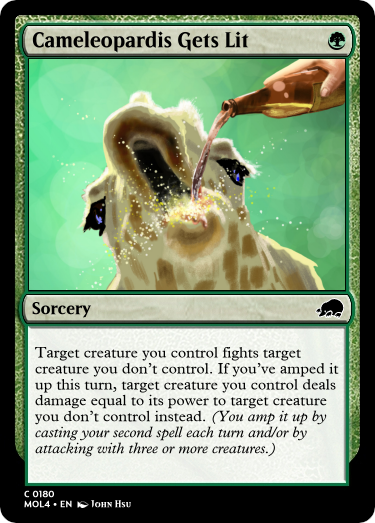 Cameleopardis Gets Lit
Sorcery
Target creature you control fights target
creature you don't control. If you've amped it
up this turn, target creature you control deals
damage equal to its power to target creature
you don't control instead. (You amp it up by
casting your second spell each turn and/or by
attacking with three or more creatures.)
C 0180
MOL4 • EN John Hsu